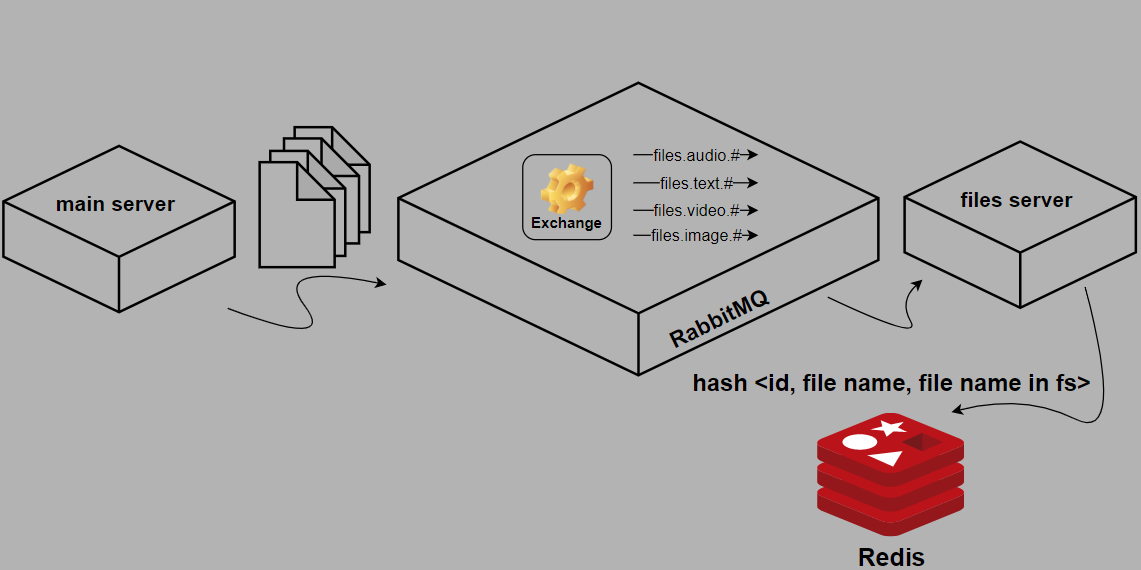 main server
Exchange
files.audio.#
files.text.#
files.video.#
files.image.#
RabbitMQ
files server
hash <id, file name, file name in fs>
Redis